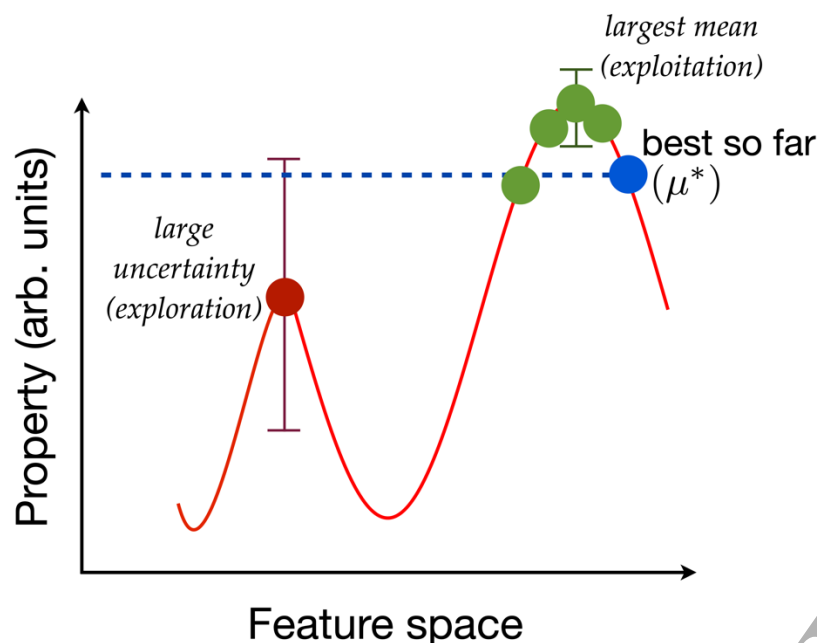 largest mean
(exploitation)
best so far
(μ*)
large
uncertainty
(exploration)
Property (arb. units)
Feature space